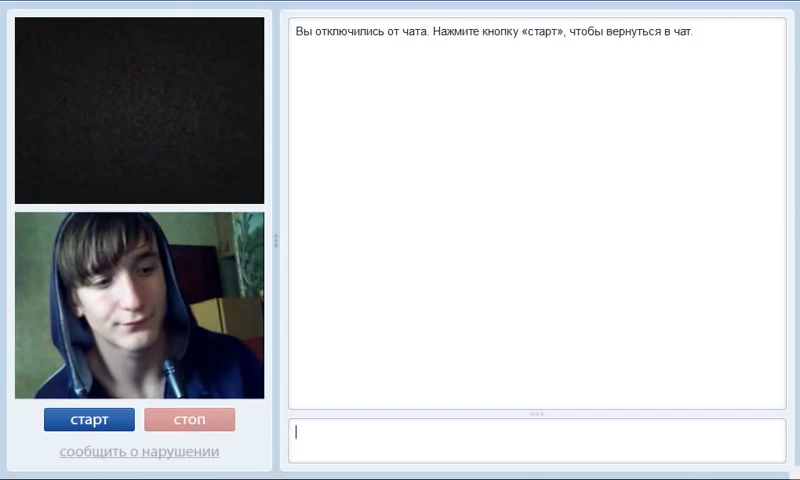 Вы отключились от чата. Нажмите кнопку «старт», чтобы вернуться в чат.
старт
стоп
сообщить о нарушении